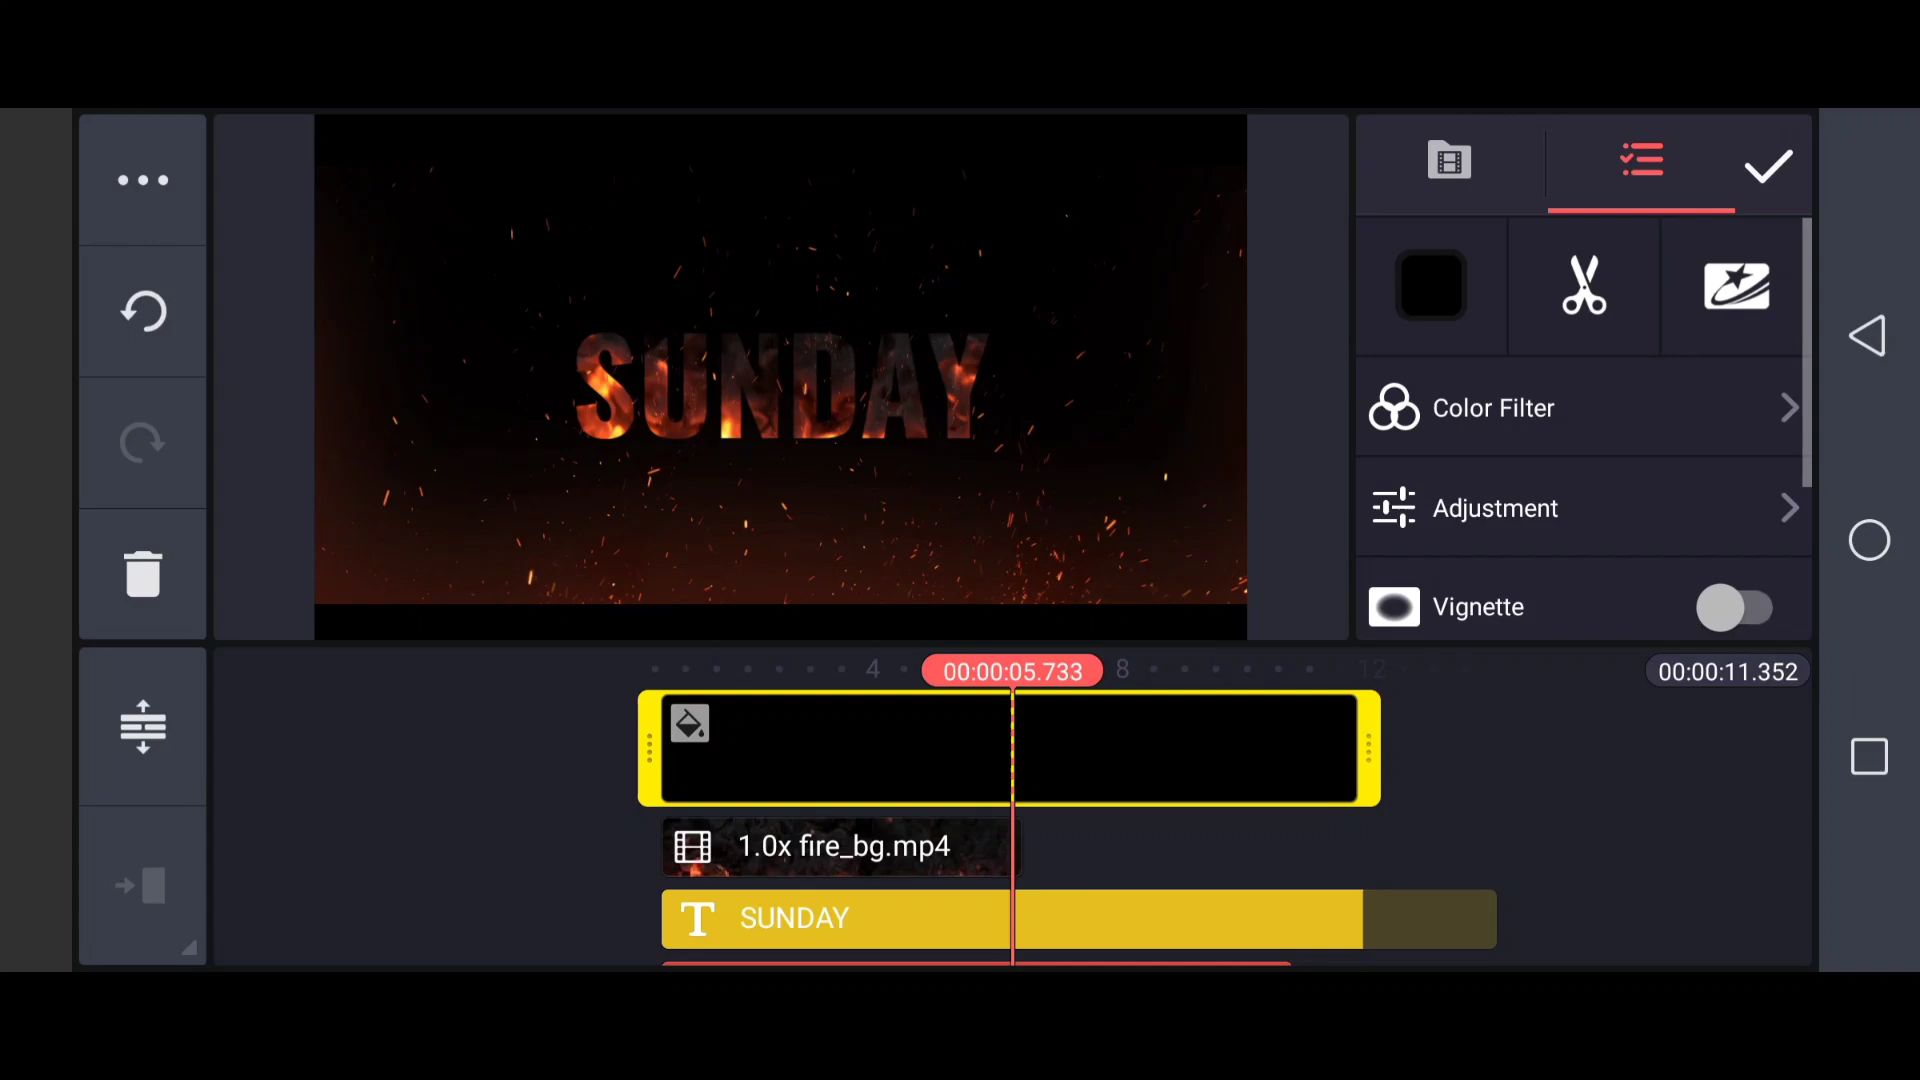 SUNDAY
Color Filter
Adjustment
Vignette
4
00:00:05.733
8
12
00:00:11.352
1.0x fire_bg.mp4
T SUNDAY